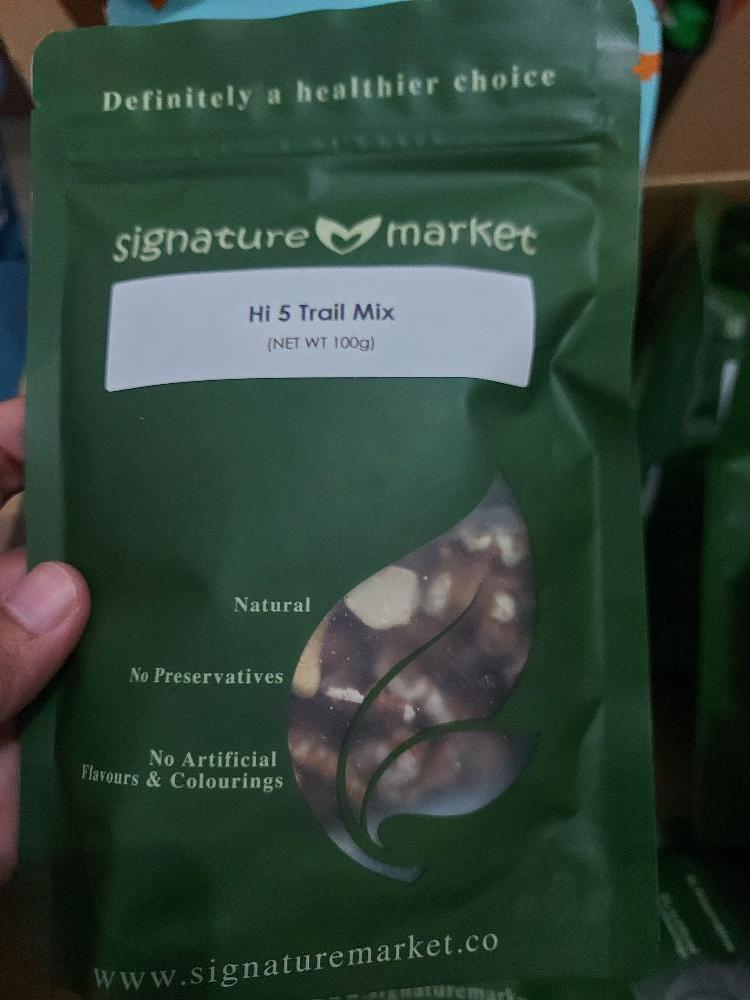 Definitely a healthier choice
signature market
Hi 5 Trail Mix
(NET WT 100g)
Natural
No Preservatives
No Artificial
Flavours & Colourings
www.signaturemarket.co